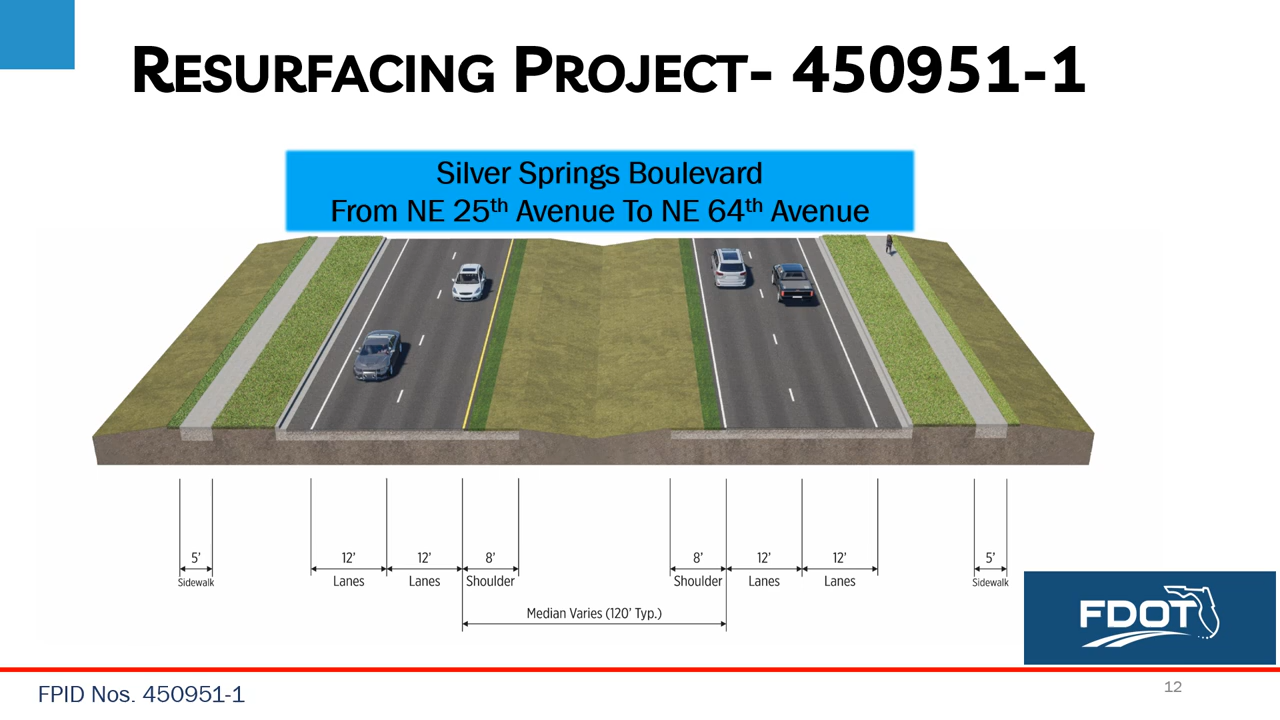 RESURFACING PROJECT- 450951-1
Silver Springs Boulevard
From NE 25th Avenue To NE 64th Avenue
5' 12' 12' 8' 8' 12' 12' 5'
Sidewalk Lanes Lanes Shoulder Shoulder Lanes Lanes Sidewalk
Median Varies (120' Typ.)
FDOT
FPID Nos. 450951-1
12